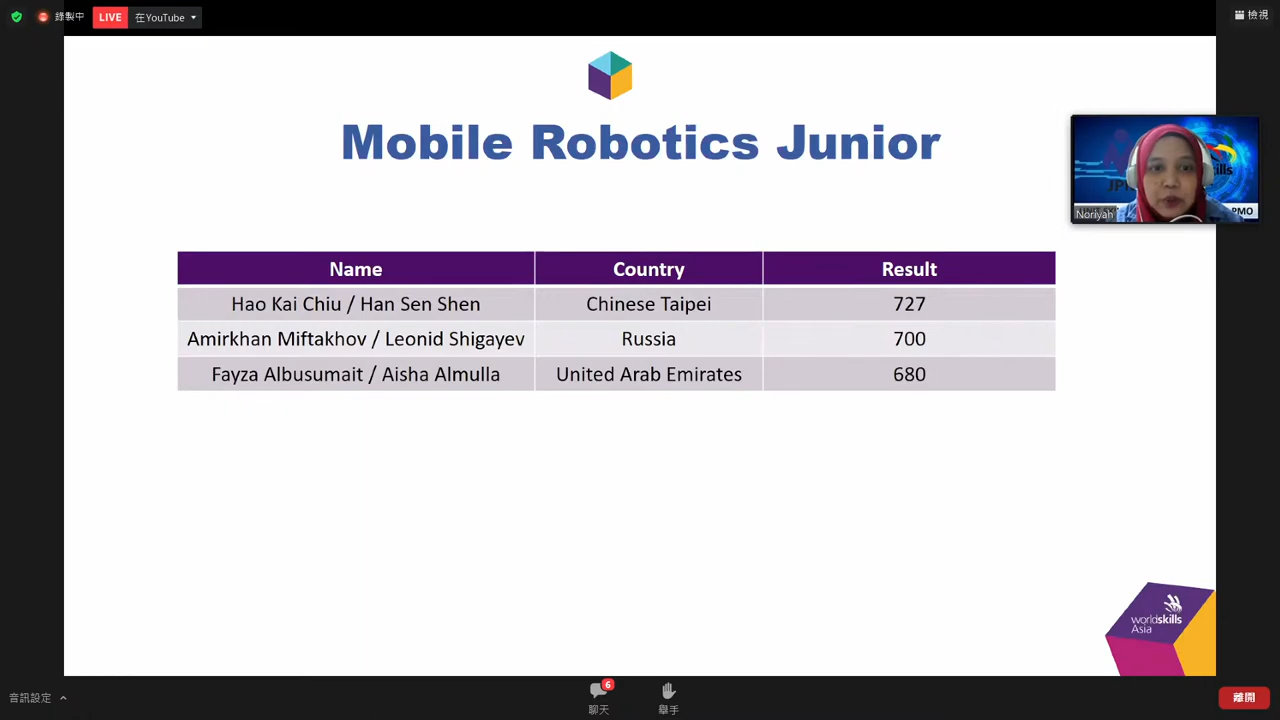 錄製中
LIVE 在YouTube
檢視
Mobile Robotics Junior
Noriyah
PMO
Name Country Result
Hao Kai Chiu / Han Sen Shen Chinese Taipei 727
Amirkhan Miftakhov / Leonid Shigayev Russia 700
Fayza Albusumait / Aisha Almulla United Arab Emirates 680
worldskills
Asia
音訊設定
6
聊天
舉手
離開